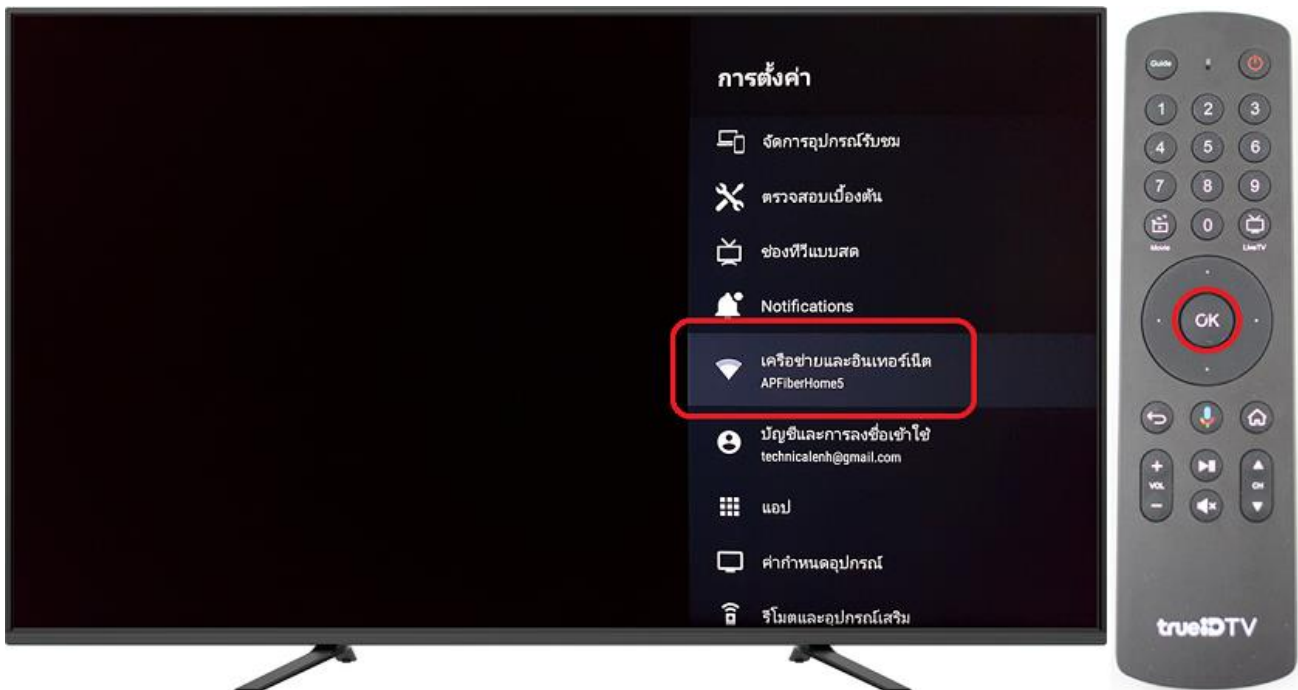 การตั้งค่า
จัดการอุปกรณ์รับชม
ตรวจสอบเบื้องต้น
ช่องทีวีแบบสด
Notifications
เครือข่ายและอินเทอร์เน็ต
APFiberHome5
บัญชีและการลงชื่อเข้าใช้
technicalenh@gmail.com
แอป
ค่ากำหนดอุปกรณ์
รีโมตและอุปกรณ์เสริม
Guide
1 2 3
4 5 6
7 8 9
0
Movie LiveTV
OK
+
VOL CH
-
trueIDTV